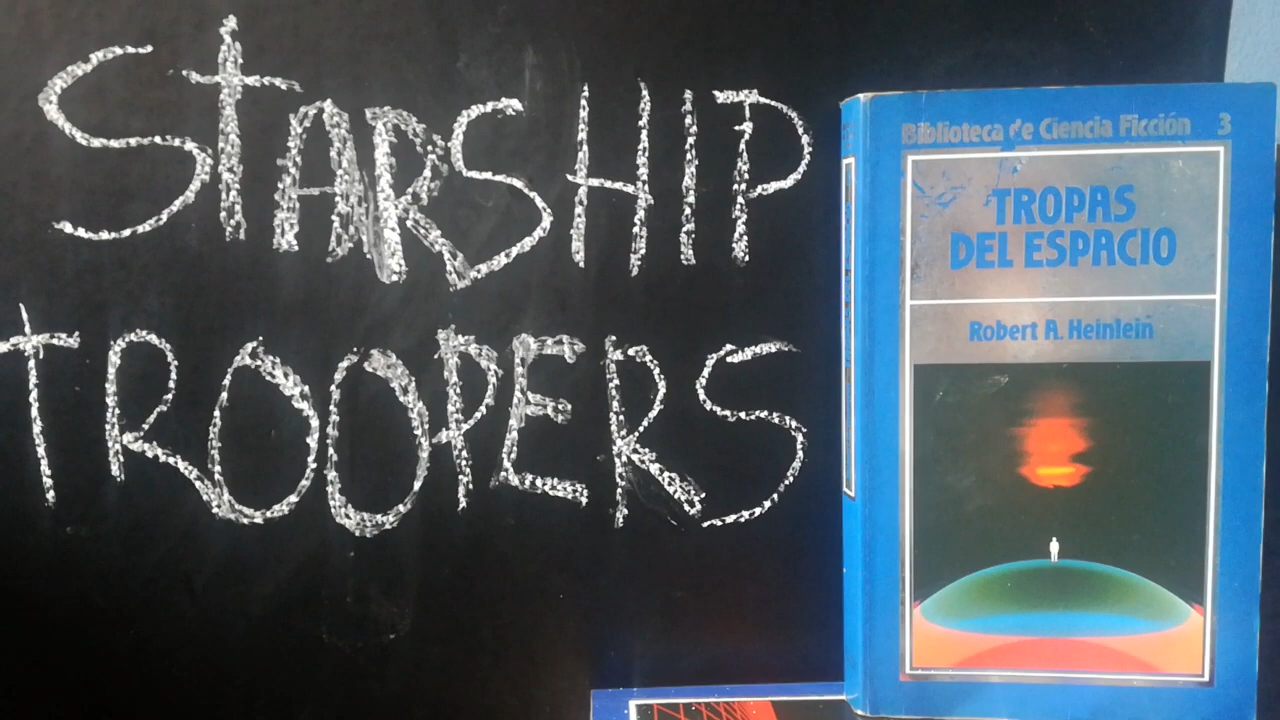 StARSHIP
TROOPERS
Biblioteca de Ciencia Ficción 3
TROPAS
DEL ESPACIO
Robert A. Heinlein